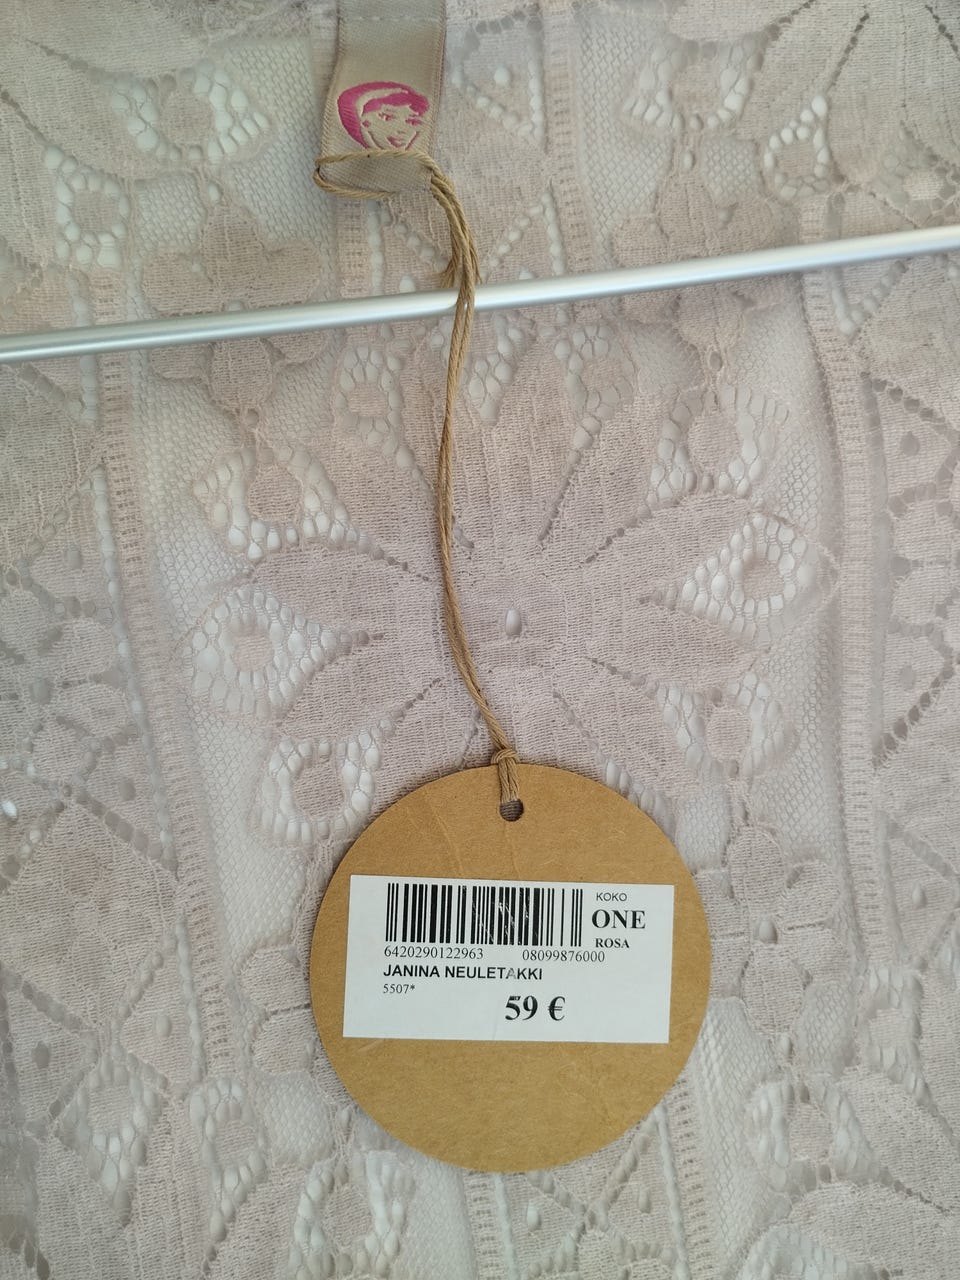 KOKO
ONE
ROSA
6420290122963 08099876000
JANINA NEULETAKKI
5507*
59 €